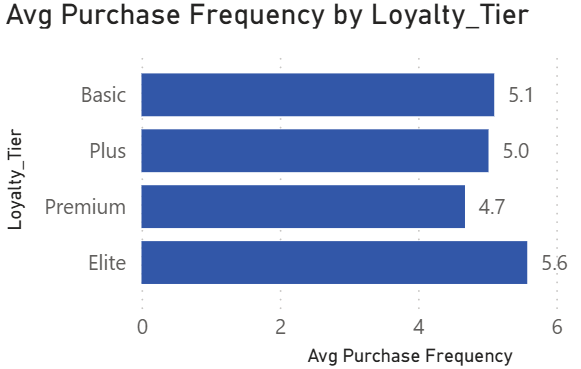 Avg Purchase Frequency by Loyalty_Tier
Loyalty_Tier
Basic 5.1
Plus 5.0
Premium 4.7
Elite 5.6
0 2 4 6
Avg Purchase Frequency